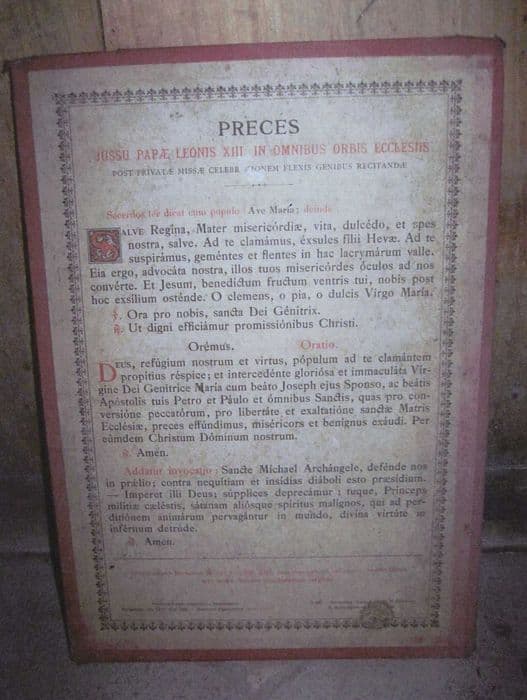 PRECES
JUSSU PAPÆ LEONIS XIII IN OMNIBUS ORBIS ECCLESIIS
POST PRIVATÆ MISSÆ CELEBR IONEM FLEXIS GENIBUS RECITANDÆ
Sacerdos ter dicat cum populo Ave María; deinde
SALVE Regína, Mater misericórdiæ, vita, dulcédo, et spes
nostra, salve. Ad te clamámus, éxsules fílii Hevæ. Ad te
suspirámus, geméntes et flentes in hac lacrymárum valle.
Eia ergo, advocáta nostra, illos tuos misericórdes óculos ad nos
convérte. Et Jesum, benedíctum fructum ventris tui, nobis post
hoc exsílium osténde. O clemens, o pia, o dulcis Virgo María.
℣. Ora pro nobis, sancta Dei Génitrix.
℟. Ut digni efficiámur promissiónibus Christi.
Orémus. Oratio.
DEUS, refúgium nostrum et virtus, pópulum ad te clamántem
propítius réspice; et intercedénte gloriósa et immaculáta Vír-
gine Dei Genitríce María cum beáto Joseph ejus Sponso, ac beátis
Apóstolis tuis Petro et Páulo et ómnibus Sanctis, quas pro con-
versióne peccatórum, pro libertáte et exaltatióne sanctæ Matris
Ecclésiæ, preces effúndimus, miséricors et benígnus exáudi. Per
eúmdem Christum Dóminum nostrum.
℟. Amen.
Addatur invocatio: Sancte Michael Archángele, defénde nos
in prælio; contra nequítiam et insídias diáboli esto præsídium.
— Imperet illi Deus; súpplices deprecámur: tuque, Princeps
milítiæ cæléstis, sátanam aliósque spíritus malígnos, qui ad per-
ditiónem animárum pervagántur in mundo, divína virtúte in
inférnum detrúde.
℟. Amen.